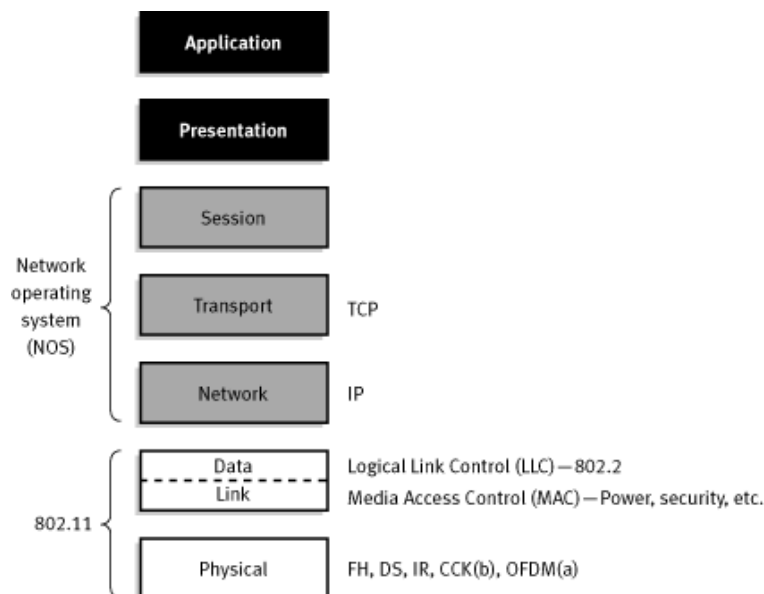 Application
Presentation
Session
Network
operating
system
(NOS)
Transport
TCP
Network
IP
Data
Logical Link Control (LLC)—802.2
Link
Media Access Control (MAC)—Power, security, etc.
802.11
Physical
FH, DS, IR, CCK(b), OFDM(a)